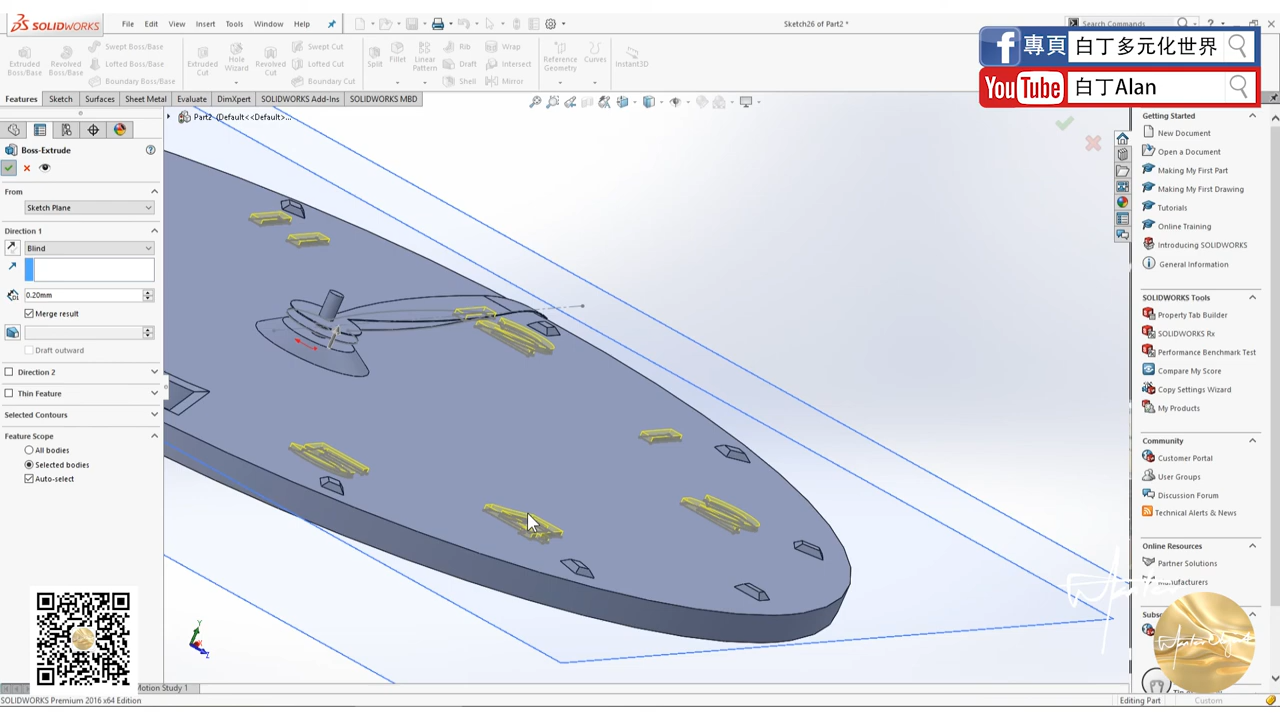 SOLIDWORKS
File Edit View Insert Tools Window Help
Sketch26 of Part2 *
Search Commands
專頁 白丁多元化世界
YouTube 白丁Alan
Extruded Boss/Base
Revolved Boss/Base
Swept Boss/Base
Lofted Boss/Base
Boundary Boss/Base
Extruded Cut
Hole Wizard
Revolved Cut
Swept Cut
Lofted Cut
Boundary Cut
Split
Fillet
Linear Pattern
Rib
Draft
Shell
Wrap
Intersect
Mirror
Reference Geometry
Curves
Instant3D
Features Sketch Surfaces Sheet Metal Evaluate DimXpert SOLIDWORKS Add-Ins SOLIDWORKS MBD
Part2 (Default<<Default>...
Boss-Extrude
From
Sketch Plane
Direction 1
Blind
0.20mm
Merge result
Draft outward
Direction 2
Thin Feature
Selected Contours
Feature Scope
All bodies
Selected bodies
Auto-select
Getting Started
New Document
Open a Document
Making My First Part
Making My First Drawing
Tutorials
Online Training
Introducing SOLIDWORKS
General Information
SOLIDWORKS Tools
Property Tab Builder
SOLIDWORKS Rx
Performance Benchmark Test
Compare My Score
Copy Settings Wizard
My Products
Community
Customer Portal
User Groups
Discussion Forum
Technical Alerts & News
Online Resources
Partner Solutions
Y
Z
Motion Study 1
SOLIDWORKS Premium 2016 x64 Edition
Editing Part
Custom